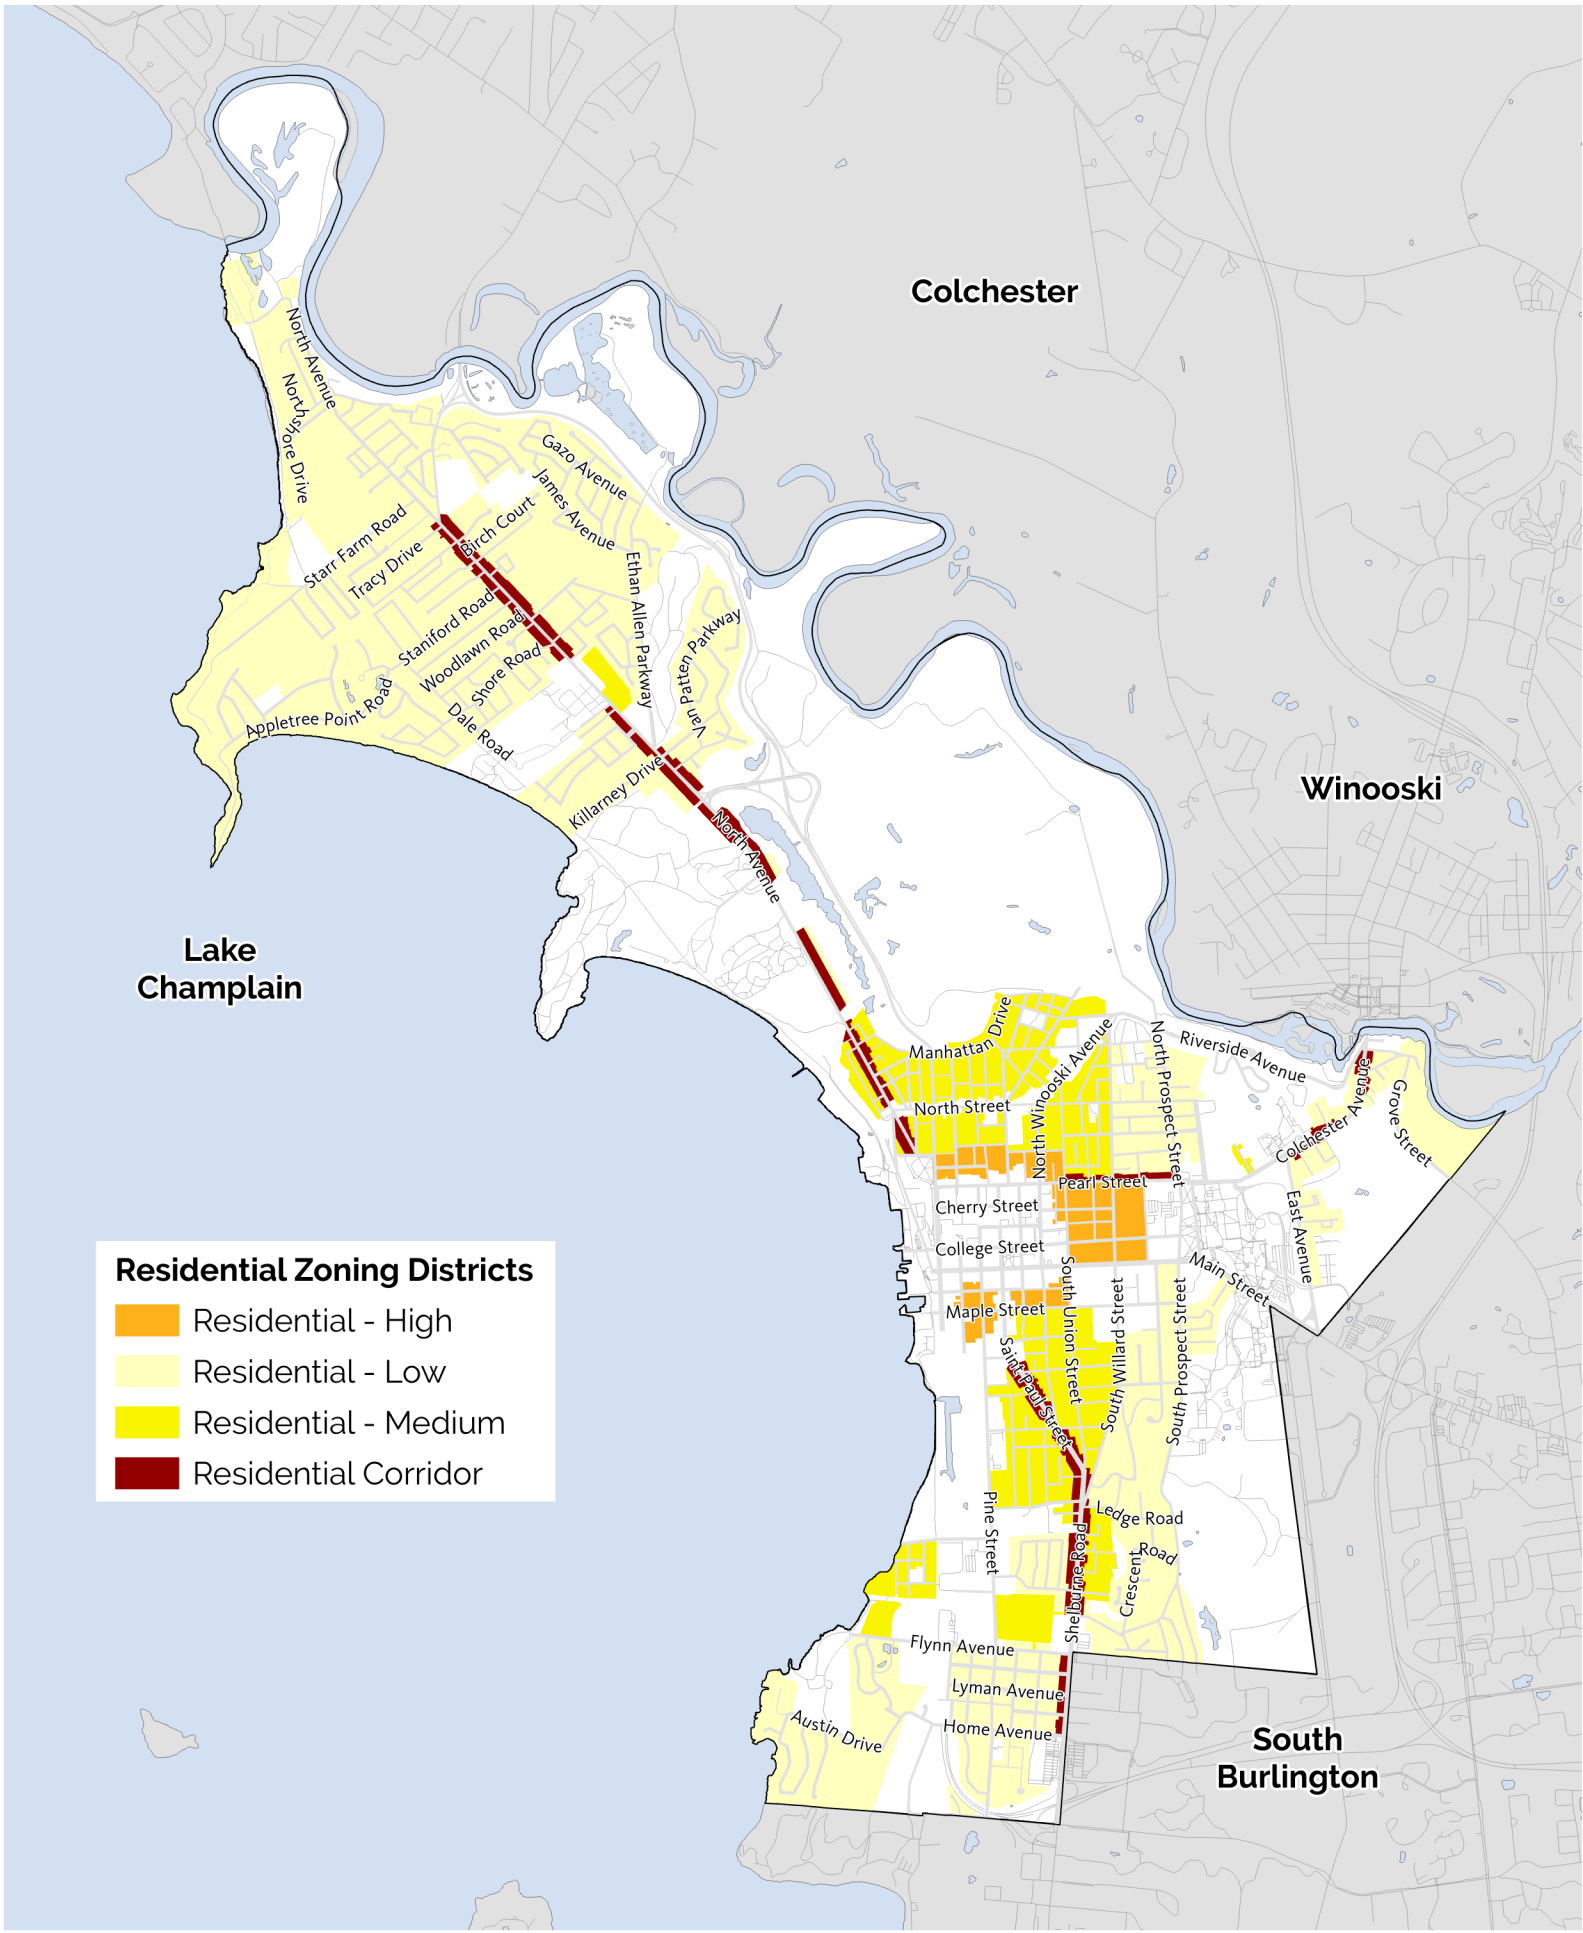 Colchester
North Avenue
North Shore Drive
Gazo Avenue
James Avenue
Birch Court
Starr Farm Road
Tracy Drive
Ethan Allen Parkway
Staniford Road
Woodlawn Road
Shore Road
Van Patten Parkway
Appletree Point Road
Dale Road
Killarney Drive
Winooski
North Avenue
Lake
Champlain
Manhattan Drive
North Winooski Avenue
North Prospect Street
Riverside Avenue
North Street
Colchester Avenue
Grove Street
Pearl Street
Cherry Street
East Avenue
College Street
Main Street
Maple Street
South Union Street
South Willard Street
South Prospect Street
Saint Paul Street
Residential Zoning Districts
Residential - High
Residential - Low
Residential - Medium
Residential Corridor
Pine Street
Ledge Road
Crescent Road
Shelburne Road
Flynn Avenue
Lyman Avenue
Home Avenue
Austin Drive
South
Burlington